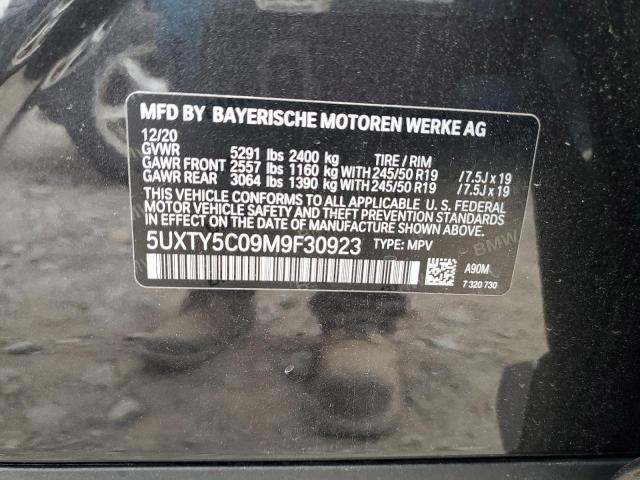 MFD BY BAYERISCHE MOTOREN WERKE AG
12/20
GVWR 5291 lbs 2400 kg TIRE / RIM
GAWR FRONT 2557 lbs 1160 kg WITH 245/50 R19 / 7.5J x 19
GAWR REAR 3064 lbs 1390 kg WITH 245/50 R19 / 7.5J x 19
THIS VEHICLE CONFORMS TO ALL APPLICABLE U. S. FEDERAL
MOTOR VEHICLE SAFETY AND THEFT PREVENTION STANDARDS
IN EFFECT ON THE DATE OF MANUFACTURE SHOWN ABOVE.
5UXTY5C09M9F30923 TYPE: MPV
A90M
7 320 730
BMW